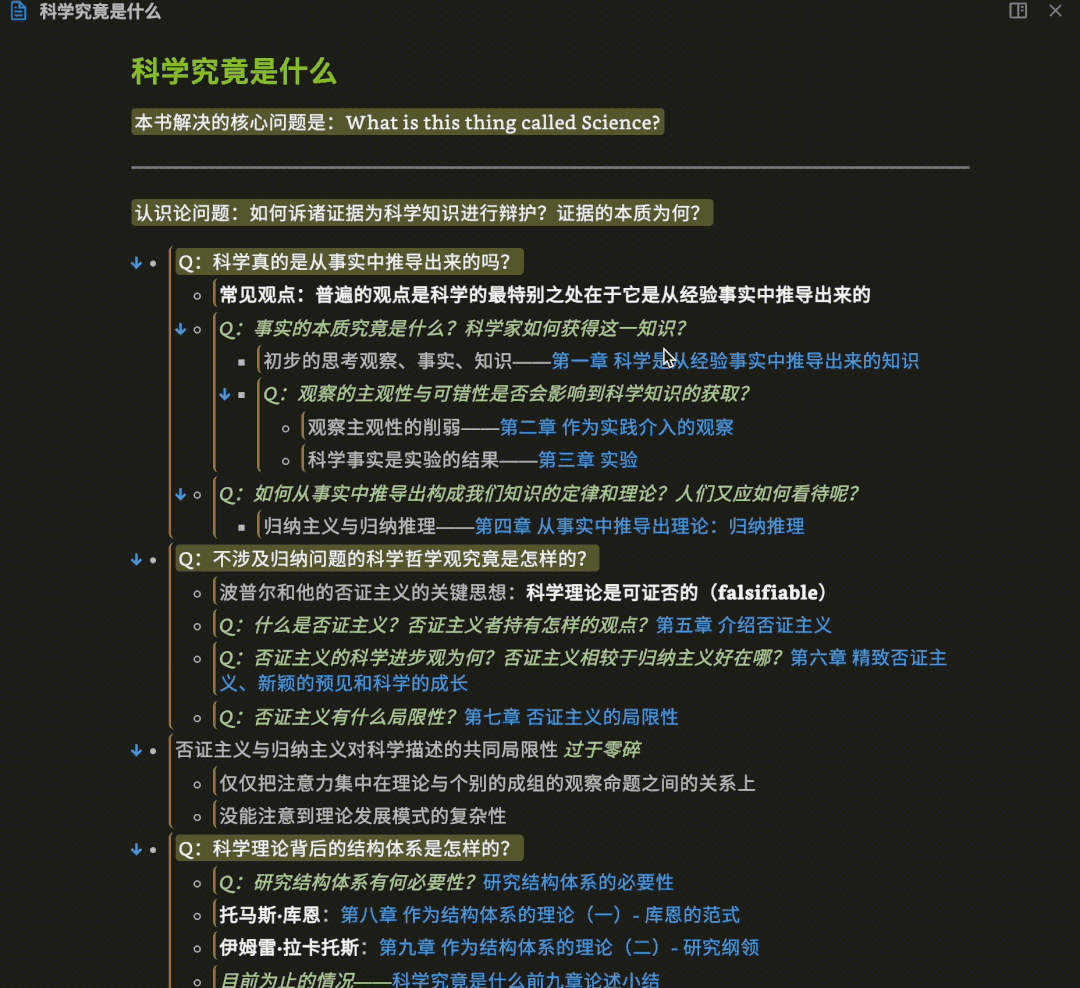 科学究竟是什么
科学究竟是什么
本书解决的核心问题是：What is this thing called Science?
认识论问题：如何诉诸证据为科学知识进行辩护？证据的本质为何？
Q：科学真的是从事实中推导出来的吗？
常见观点：普遍的观点是科学的最特别之处在于它是从经验事实中推导出来的
Q：事实的本质究竟是什么？科学家如何获得这一知识？
初步的思考观察、事实、知识——第一章 科学是从经验事实中推导出来的知识
Q：观察的主观性与可错性是否会影响到科学知识的获取？
观察主观性的削弱——第二章 作为实践介入的观察
科学事实是实验的结果——第三章 实验
Q：如何从事实中推导出构成我们知识的定律和理论？人们又应如何看待呢？
归纳主义与归纳推理——第四章 从事实中推导出理论：归纳推理
Q：不涉及归纳问题的科学哲学观究竟是怎样的？
波普尔和他的否证主义的关键思想：科学理论是可证否的（falsifiable）
Q：什么是否证主义？否证主义者持有怎样的观点？第五章 介绍否证主义
Q：否证主义的科学进步观为何？否证主义相较于归纳主义好在哪？第六章 精致否证主
义、新颖的预见和科学的成长
Q：否证主义有什么局限性？第七章 否证主义的局限性
否证主义与归纳主义对科学描述的共同局限性 过于零碎
仅仅把注意力集中在理论与个别的成组的观察命题之间的关系上
没能注意到理论发展模式的复杂性
Q：科学理论背后的结构体系是怎样的？
Q：研究结构体系有何必要性？研究结构体系的必要性
托马斯·库恩：第八章 作为结构体系的理论（一）- 库恩的范式
伊姆雷·拉卡托斯：第九章 作为结构体系的理论（二）- 研究纲领
目前为止的情况——科学究竟是什么前九章论述小结